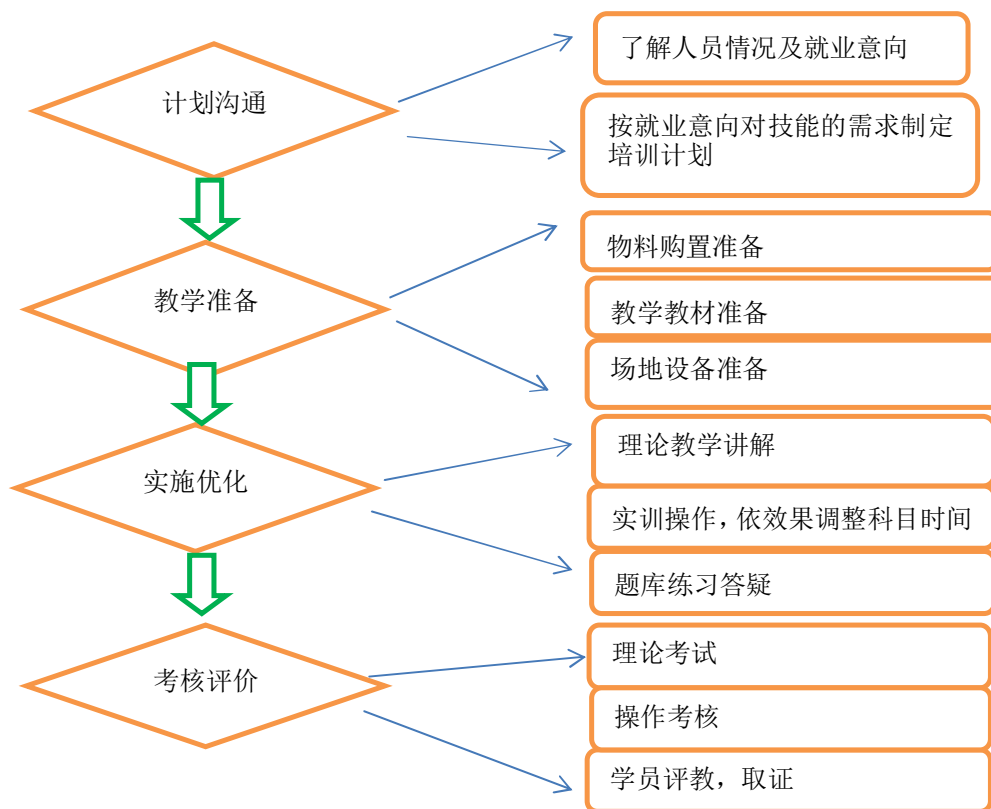 计划沟通
了解人员情况及就业意向
按就业意向对技能的需求制定
培训计划
教学准备
物料购置准备
教学教材准备
场地设备准备
实施优化
理论教学讲解
实训操作，依效果调整科目时间
题库练习答疑
考核评价
理论考试
操作考核
学员评教，取证